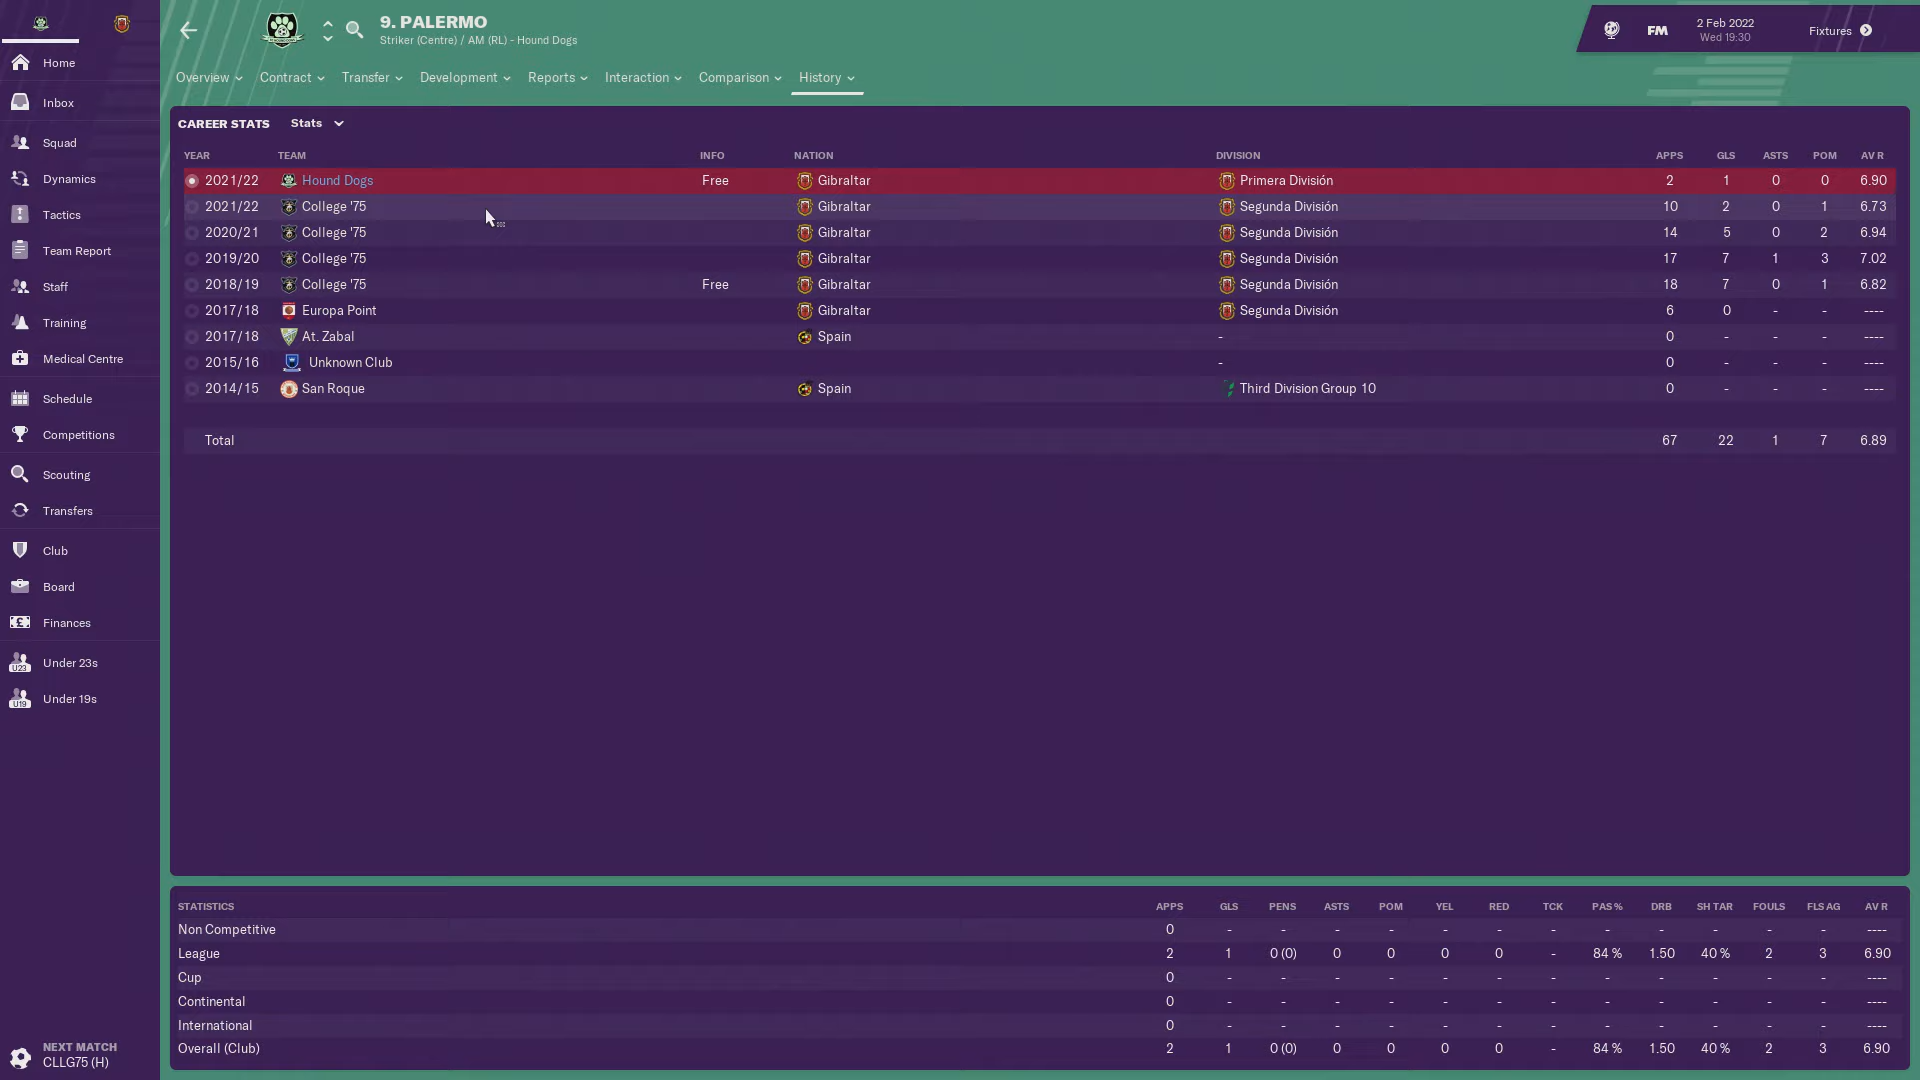 9. PALERMO
Striker (Centre) / AM (RL) - Hound Dogs
FM
2 Feb 2022
Wed 19:30
Fixtures
Overview Contract Transfer Development Reports Interaction Comparison History
Home
Inbox
Squad
Dynamics
Tactics
Team Report
Staff
Training
Medical Centre
Schedule
Competitions
Scouting
Transfers
Club
Board
Finances
U23 Under 23s
U19 Under 19s
NEXT MATCH
CLLG75 (H)
CAREER STATS Stats
YEAR TEAM INFO NATION DIVISION APPS GLS ASTS POM AV R
2021/22 Hound Dogs Free Gibraltar Primera División 2 1 0 0 6.90
2021/22 College '75 Gibraltar Segunda División 10 2 0 1 6.73
2020/21 College '75 Gibraltar Segunda División 14 5 0 2 6.94
2019/20 College '75 Gibraltar Segunda División 17 7 1 3 7.02
2018/19 College '75 Free Gibraltar Segunda División 18 7 0 1 6.82
2017/18 Europa Point Gibraltar Segunda División 6 0 - - ----
2017/18 At. Zabal Spain - 0 - - - ----
2015/16 Unknown Club - 0 - - - ----
2014/15 San Roque Spain Third Division Group 10 0 - - - ----
Total 67 22 1 7 6.89
STATISTICS APPS GLS PENS ASTS POM YEL RED TCK PAS % DRB SH TAR FOULS FLS AG AV R
Non Competitive 0 - - - - - - - - - - - - ----
League 2 1 0 (0) 0 0 0 0 - 84 % 1.50 40 % 2 3 6.90
Cup 0 - - - - - - - - - - - - ----
Continental 0 - - - - - - - - - - - - ----
International 0 - - - - - - - - - - - - ----
Overall (Club) 2 1 0 (0) 0 0 0 0 - 84 % 1.50 40 % 2 3 6.90